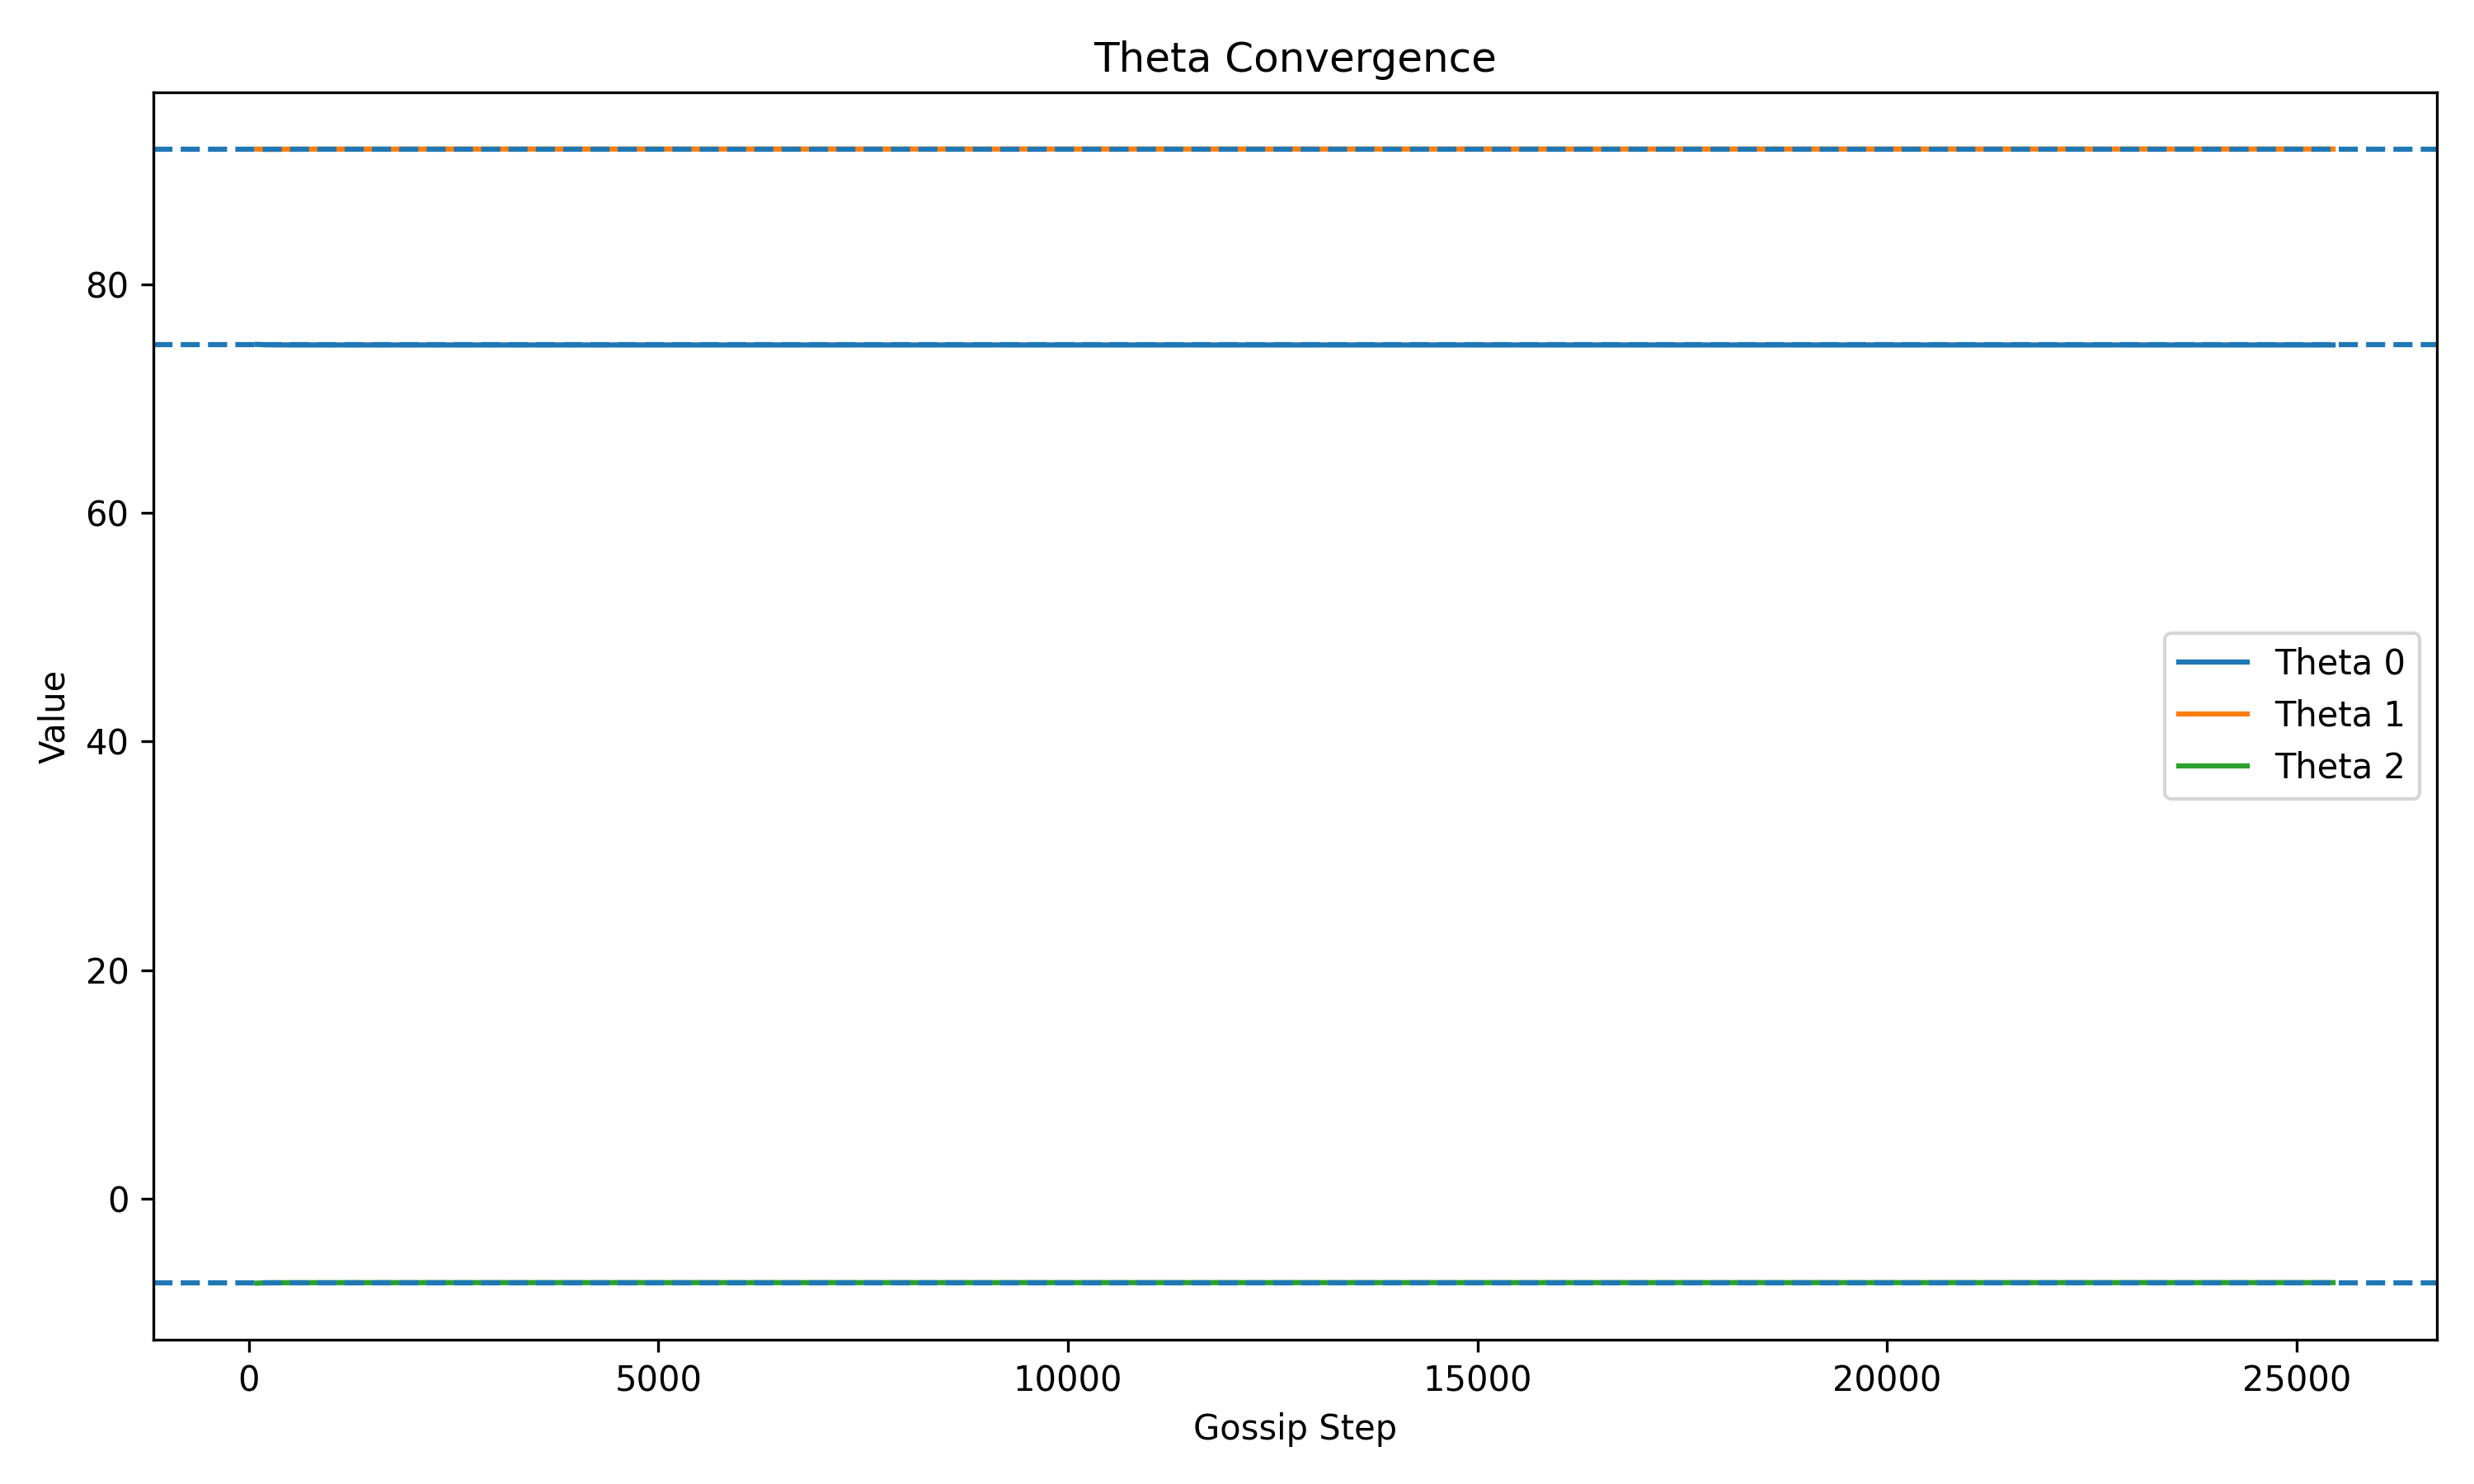 Theta Convergence
Value
80
60
40
20
0
Theta 0
Theta 1
Theta 2
0 5000 10000 15000 20000 25000
Gossip Step